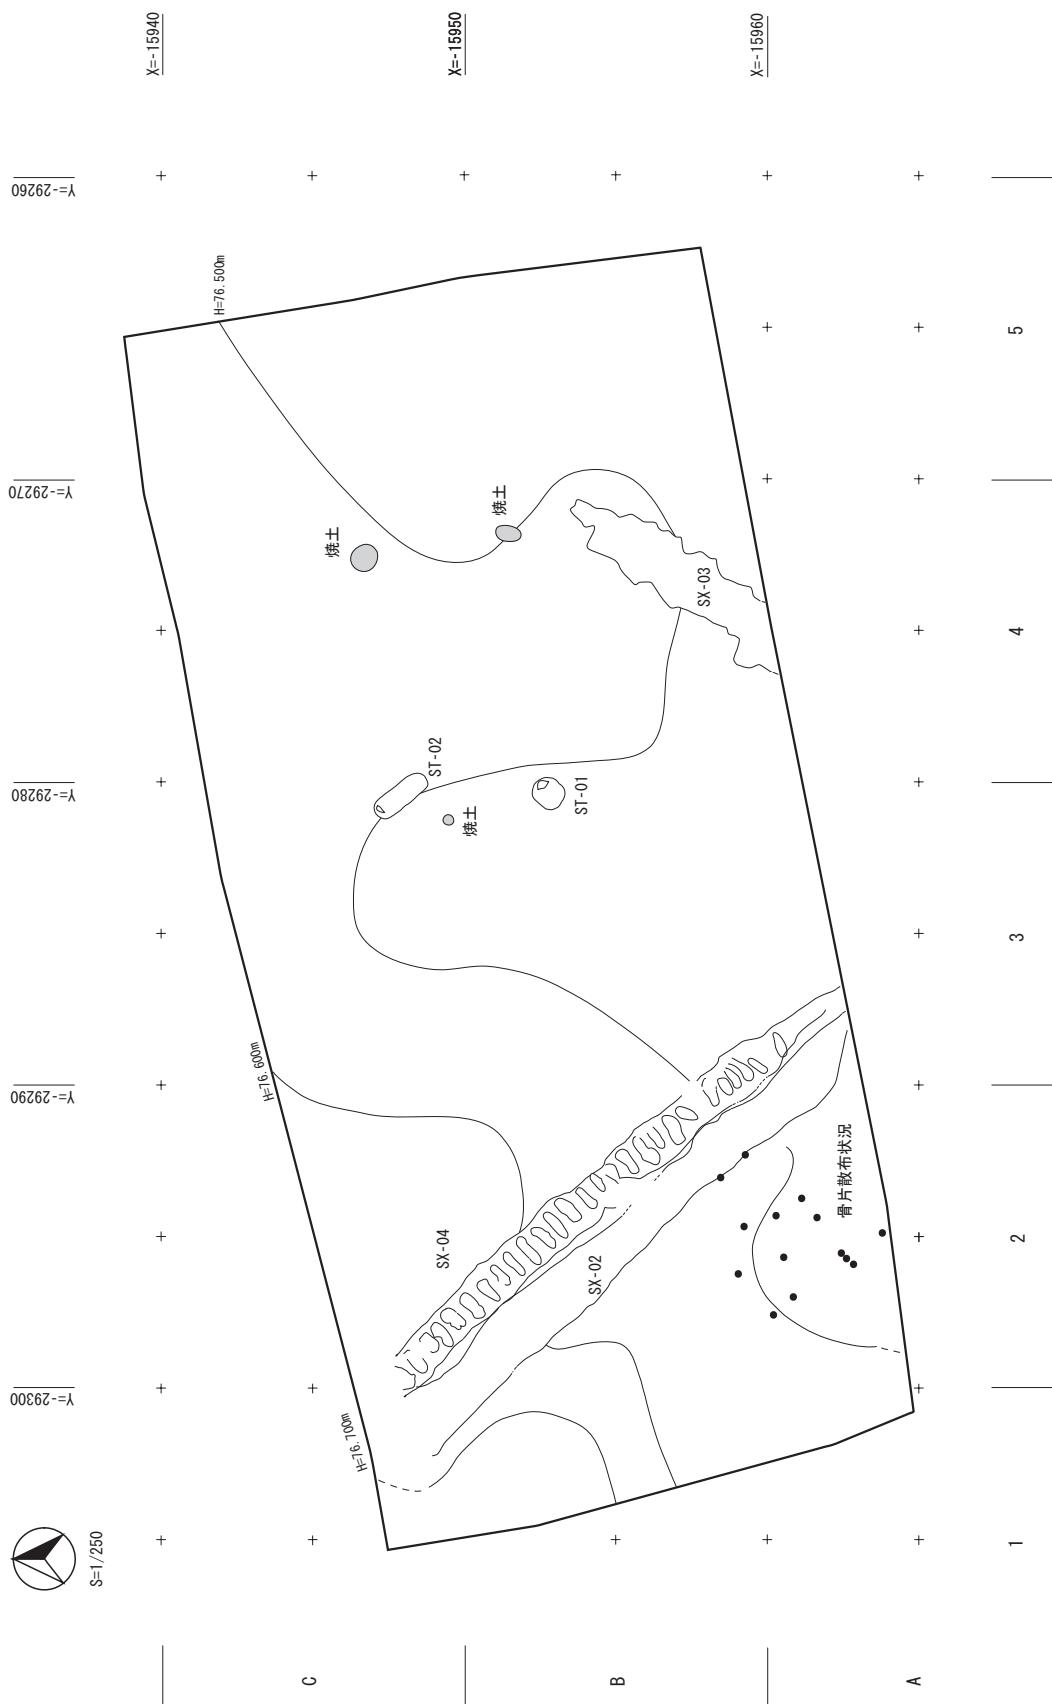 X=-15940
X=-15950
X=-15960
Y=-29260
Y=-29270
Y=-29280
Y=-29290
Y=-29300
H=76.500m
H=76.600m
H=76.700m
焼土
焼土
焼土
ST-02
ST-01
SX-03
SX-04
SX-02
骨片散布状況
S=1/250
5
4
3
2
1
C
B
A